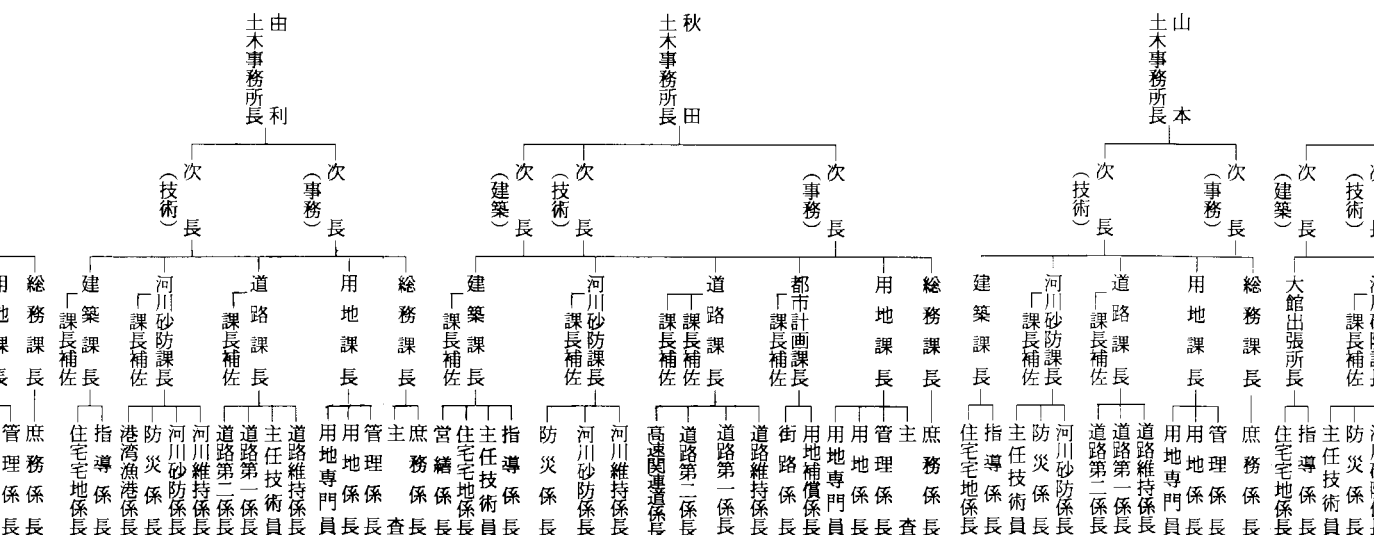 次長
(技術)
次長
(建築)
大館出張所長
課長補佐
主任技術員
指導係長
住宅宅地係長
山本
土木事務所長
次長
(事務)
次長
(技術)
総務課長
用地課長
道路課長
課長補佐
河川砂防課長
課長補佐
建築課長
庶務係長
管理係長
用地係長
用地専門員
道路維持係長
道路第一係長
道路第二係長
河川砂防係長
防災係長
主任技術員
指導係長
住宅宅地係長
秋田
土木事務所長
次長
(事務)
次長
(技術)
次長
(建築)
総務課長
用地課長
都市計画課長
課長補佐
道路課長
課長補佐
課長補佐
河川砂防課長
課長補佐
建築課長
課長補佐
庶務係長
主査
管理係長
用地係長
用地専門員
用地補償係長
街路係長
道路維持係長
道路第一係長
道路第二係長
高速関連道係長
河川維持係長
河川砂防係長
防災係長
指導係長
主任技術員
住宅宅地係長
営繕係長
由利
土木事務所長
次長
(事務)
次長
(技術)
総務課長
用地課長
道路課長
課長補佐
河川砂防課長
課長補佐
建築課長
課長補佐
庶務係長
主査
管理係長
用地係長
用地専門員
道路維持係長
主任技術員
道路第一係長
道路第二係長
河川維持係長
河川砂防係長
防災係長
港湾漁港係長
指導係長
住宅宅地係長
総務課長
用地課長
庶務係長
管理係長